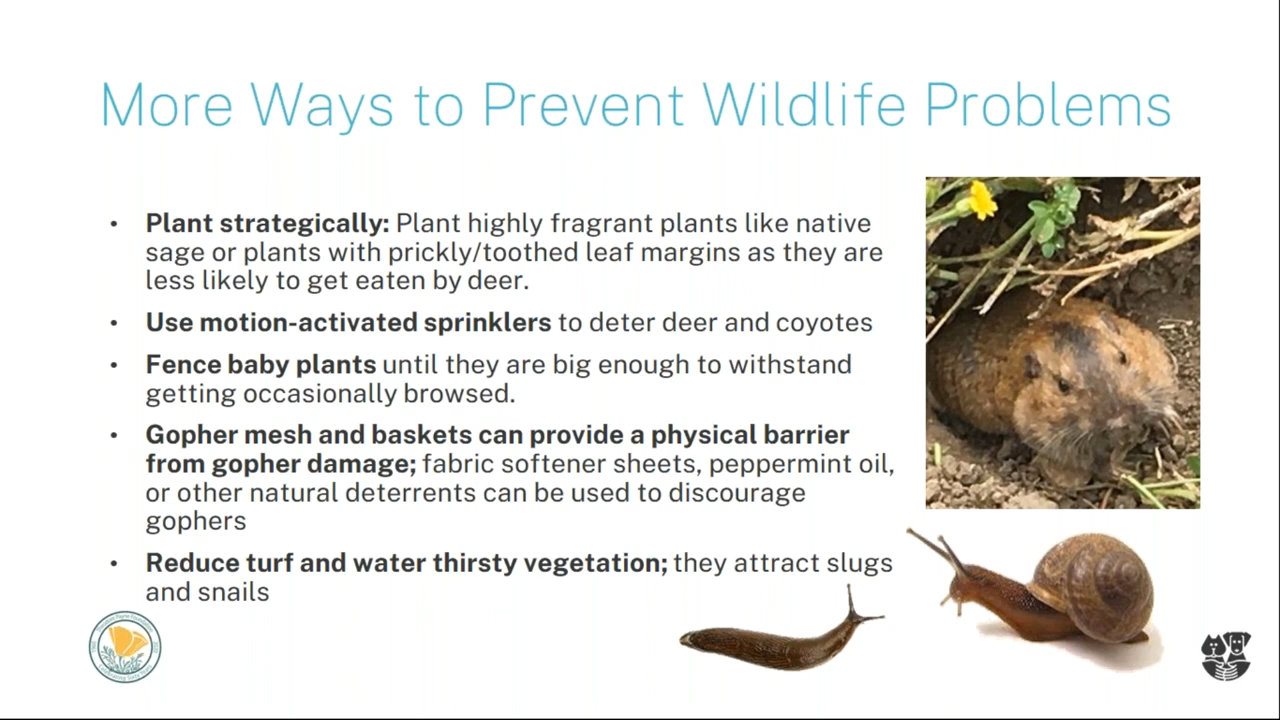 More Ways to Prevent Wildlife Problems
• Plant strategically: Plant highly fragrant plants like native
sage or plants with prickly/toothed leaf margins as they are
less likely to get eaten by deer.
• Use motion-activated sprinklers to deter deer and coyotes
• Fence baby plants until they are big enough to withstand
getting occasionally browsed.
• Gopher mesh and baskets can provide a physical barrier
from gopher damage; fabric softener sheets, peppermint oil,
or other natural deterrents can be used to discourage
gophers
• Reduce turf and water thirsty vegetation; they attract slugs
and snails